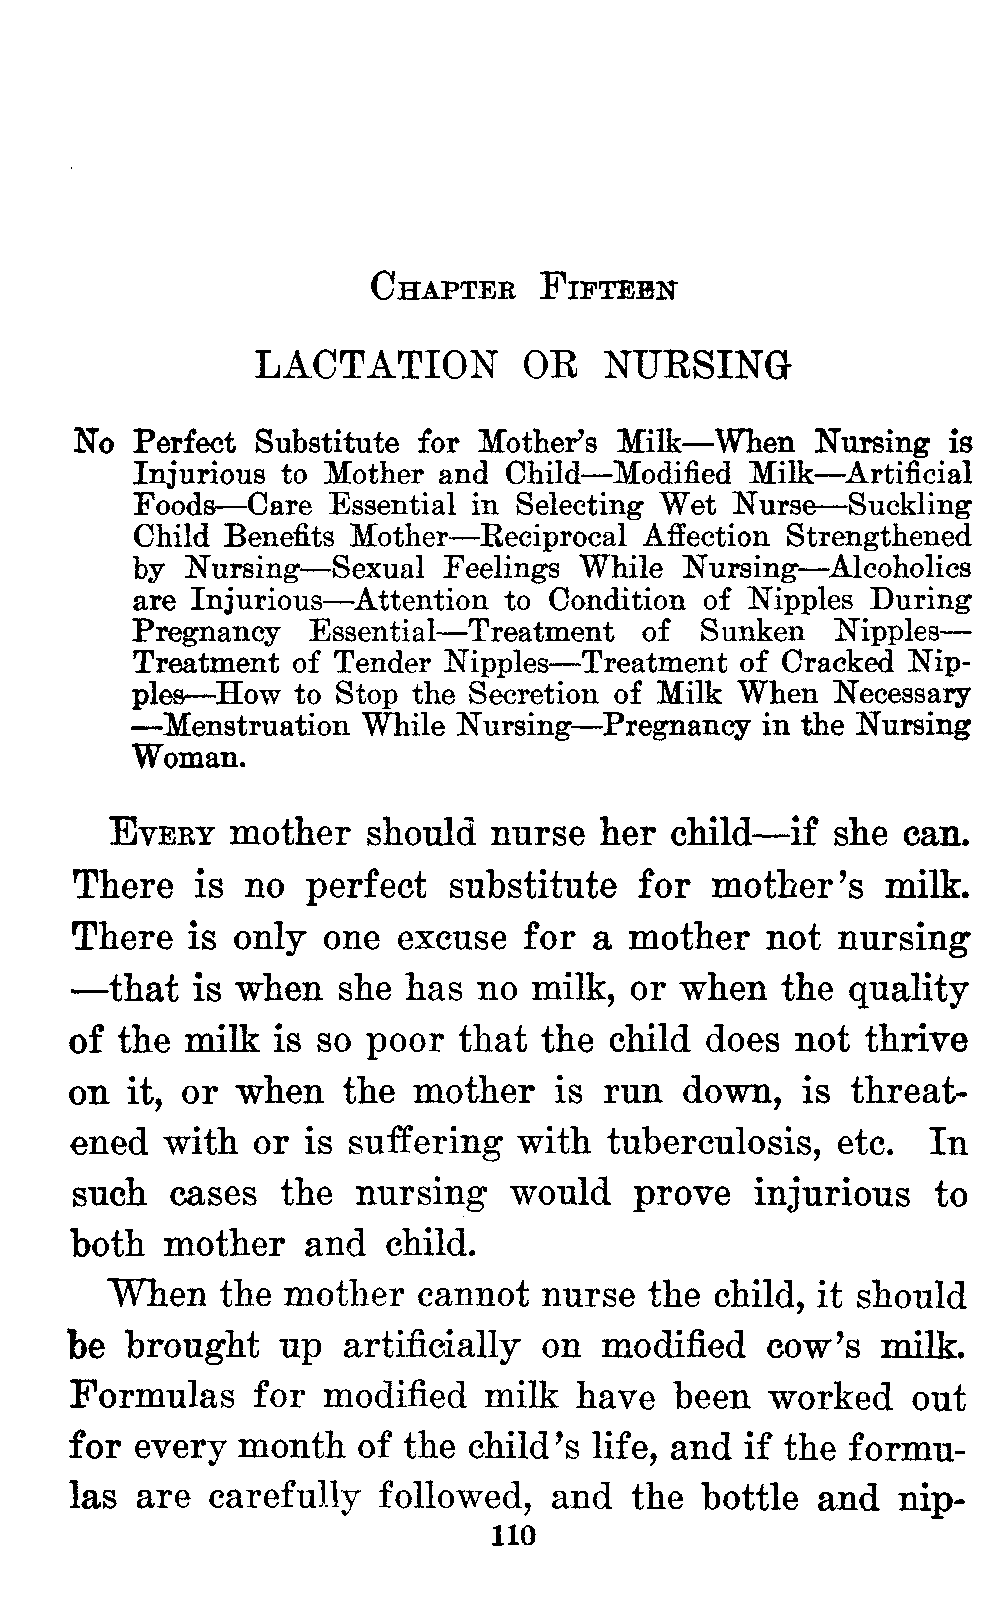 CHAPTER FIFTEEN
LACTATION OR NURSING
No Perfect Substitute for Mother's Milk—When Nursing is
Injurious to Mother and Child—Modified Milk—Artificial
Foods—Care Essential in Selecting Wet Nurse—Suckling
Child Benefits Mother—Reciprocal Affection Strengthened
by Nursing—Sexual Feelings While Nursing—Alcoholics
are Injurious—Attention to Condition of Nipples During
Pregnancy Essential—Treatment of Sunken Nipples—
Treatment of Tender Nipples—Treatment of Cracked Nip-
ples—How to Stop the Secretion of Milk When Necessary
—Menstruation While Nursing—Pregnancy in the Nursing
Woman.
EVERY mother should nurse her child—if she can.
There is no perfect substitute for mother's milk.
There is only one excuse for a mother not nursing
—that is when she has no milk, or when the quality
of the milk is so poor that the child does not thrive
on it, or when the mother is run down, is threat-
ened with or is suffering with tuberculosis, etc. In
such cases the nursing would prove injurious to
both mother and child.
When the mother cannot nurse the child, it should
be brought up artificially on modified cow's milk.
Formulas for modified milk have been worked out
for every month of the child's life, and if the formu-
las are carefully followed, and the bottle and nip-
110